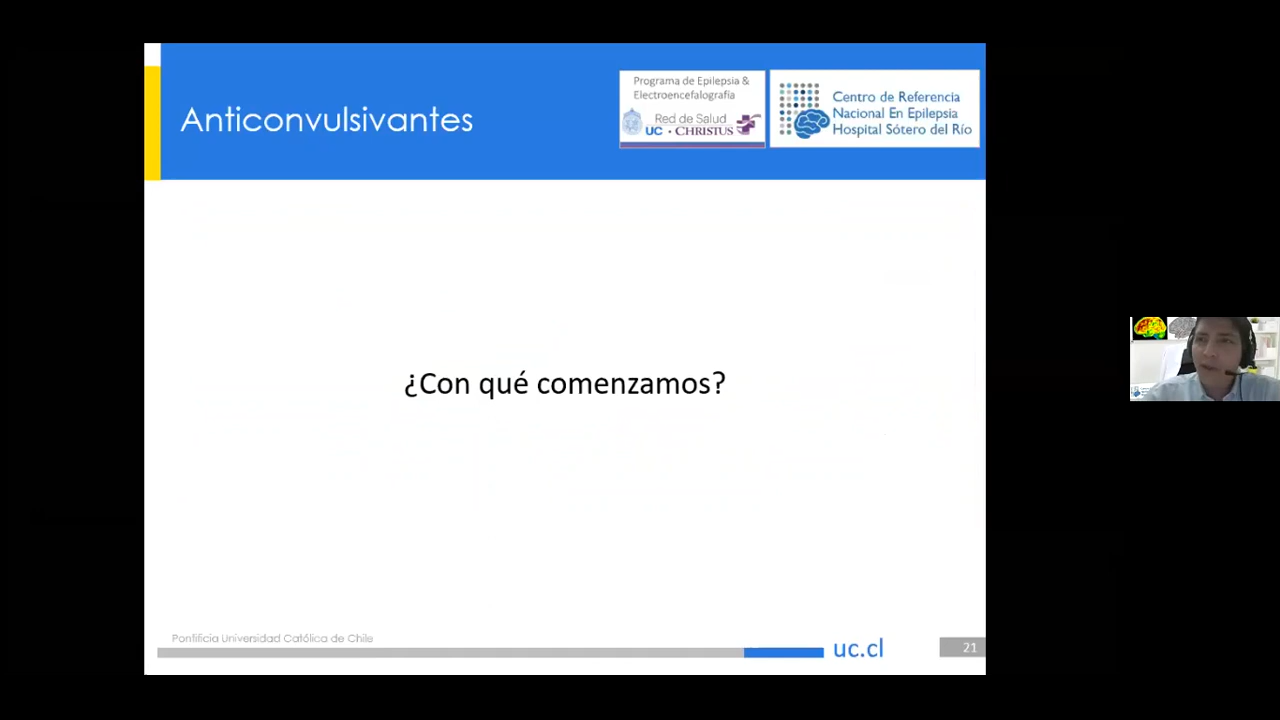 Anticonvulsivantes
Programa de Epilepsia &
Electroencefalografía
Red de Salud
UC · CHRISTUS
Centro de Referencia
Nacional En Epilepsia
Hospital Sótero del Río
¿Con qué comenzamos?
Pontificia Universidad Católica de Chile
uc.cl
21